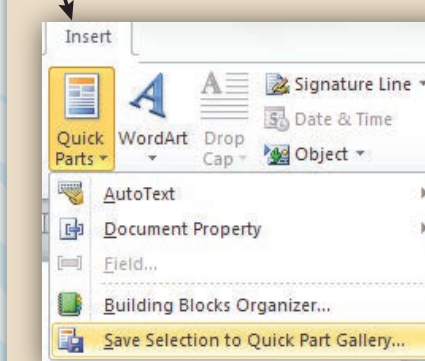 Insert
Quick Parts
WordArt
Drop Cap
Signature Line
Date & Time
Object
AutoText
Document Property
Field...
Building Blocks Organizer...
Save Selection to Quick Part Gallery...